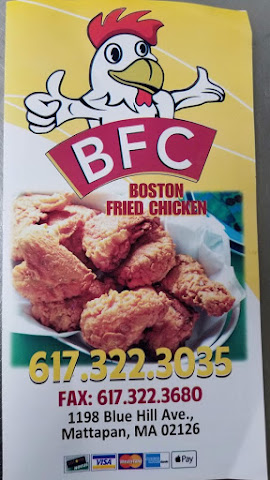 BFC
BOSTON
FRIED CHICKEN
617.322.3035
FAX: 617.322.3680
1198 Blue Hill Ave.,
Mattapan, MA 02126
VISA
Pay